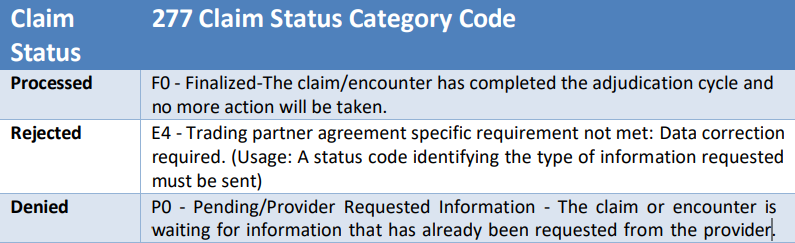 Claim Status
277 Claim Status Category Code
Processed
F0 - Finalized-The claim/encounter has completed the adjudication cycle and
no more action will be taken.
Rejected
E4 - Trading partner agreement specific requirement not met: Data correction
required. (Usage: A status code identifying the type of information requested
must be sent)
Denied
P0 - Pending/Provider Requested Information - The claim or encounter is
waiting for information that has already been requested from the provider.